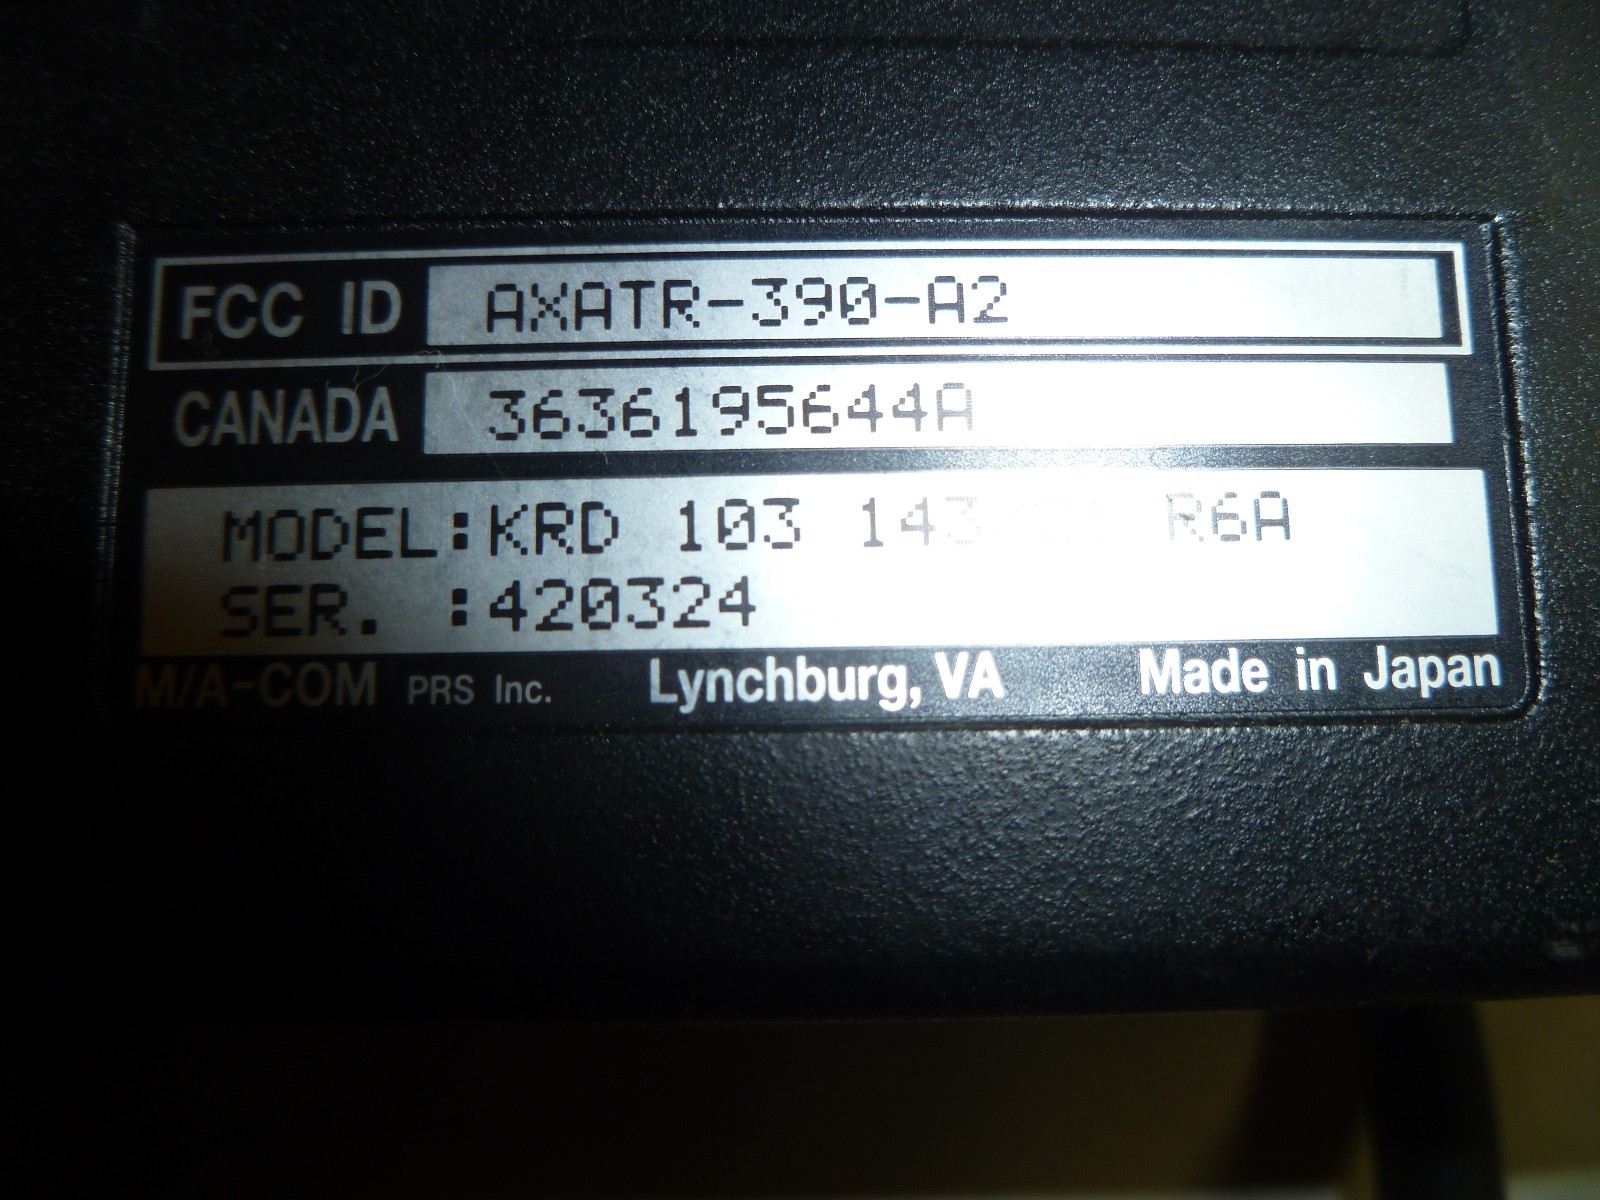 FCC ID AXATR-390-A2
CANADA 3636195644A
MODEL:KRD 103 R6A
SER. :420324
M/A-COM PRS Inc. Lynchburg, VA Made in Japan